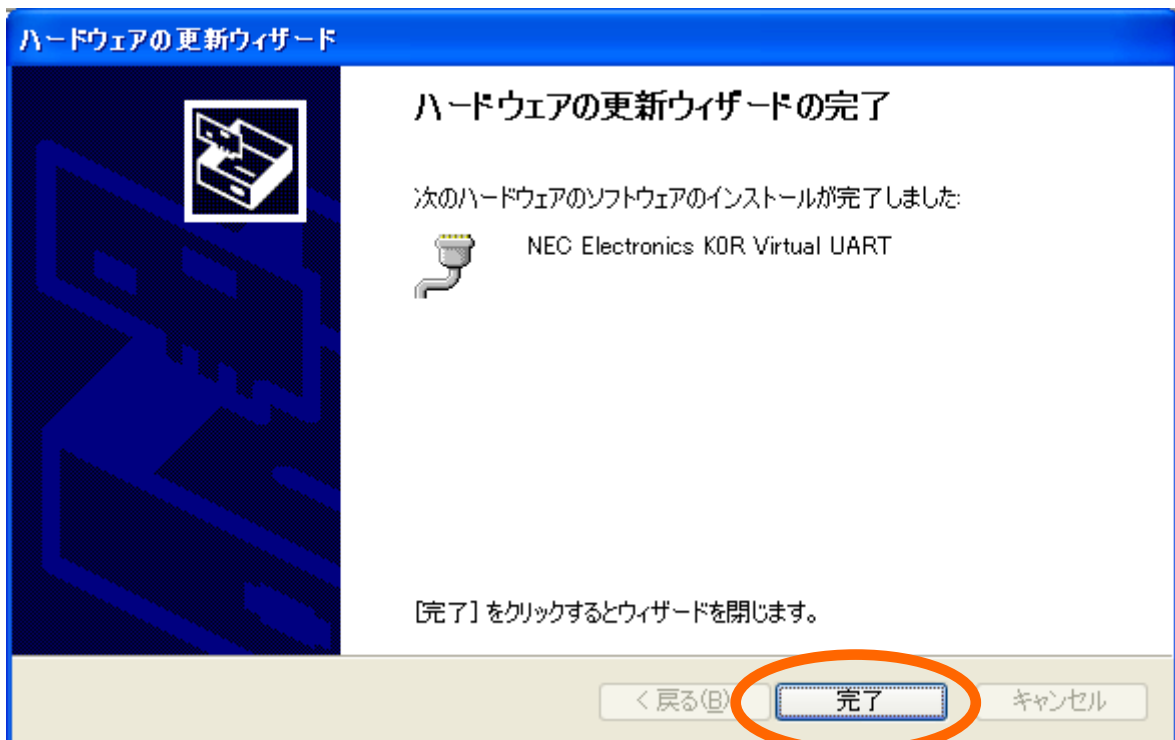 ハードウェアの更新ウィザード
ハードウェアの更新ウィザードの完了
次のハードウェアのソフトウェアのインストールが完了しました:
NEC Electronics K0R Virtual UART
[完了] をクリックするとウィザードを閉じます。
< 戻る(B) 完了 キャンセル